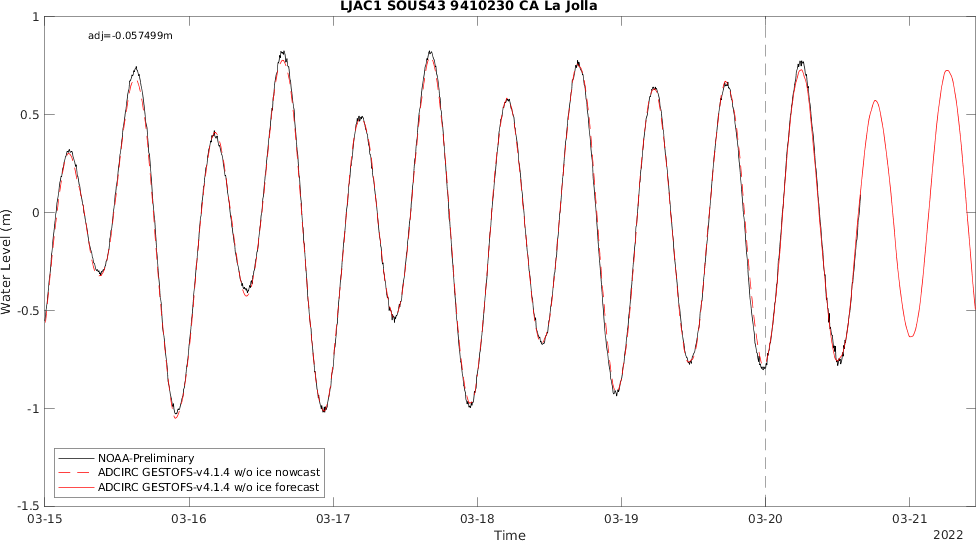 LJAC1 SOUS43 9410230 CA La Jolla
adj=-0.057499m
1
0.5
0
-0.5
-1
-1.5
Water Level (m)
NOAA-Preliminary
ADCIRC GESTOFS-v4.1.4 w/o ice nowcast
ADCIRC GESTOFS-v4.1.4 w/o ice forecast
03-15 03-16 03-17 03-18 03-19 03-20 03-21
Time
2022